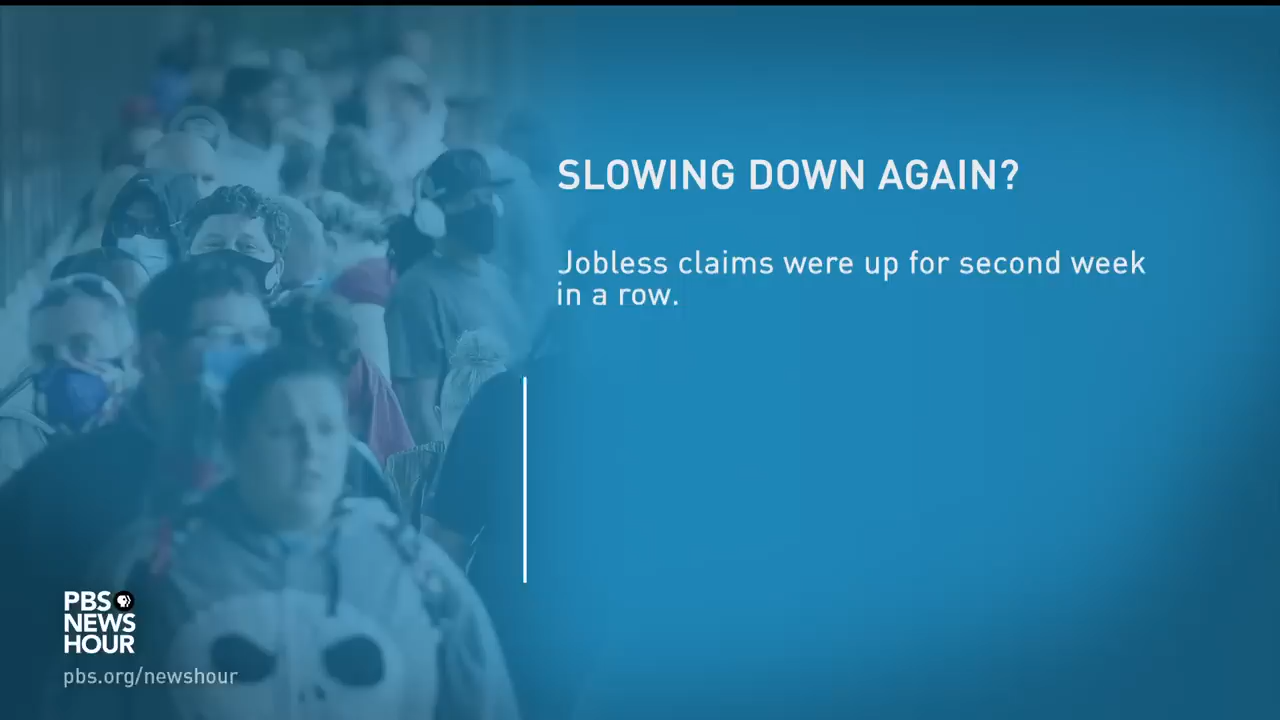 SLOWING DOWN AGAIN?
Jobless claims were up for second week
in a row.
PBS
NEWS
HOUR
pbs.org/newshour